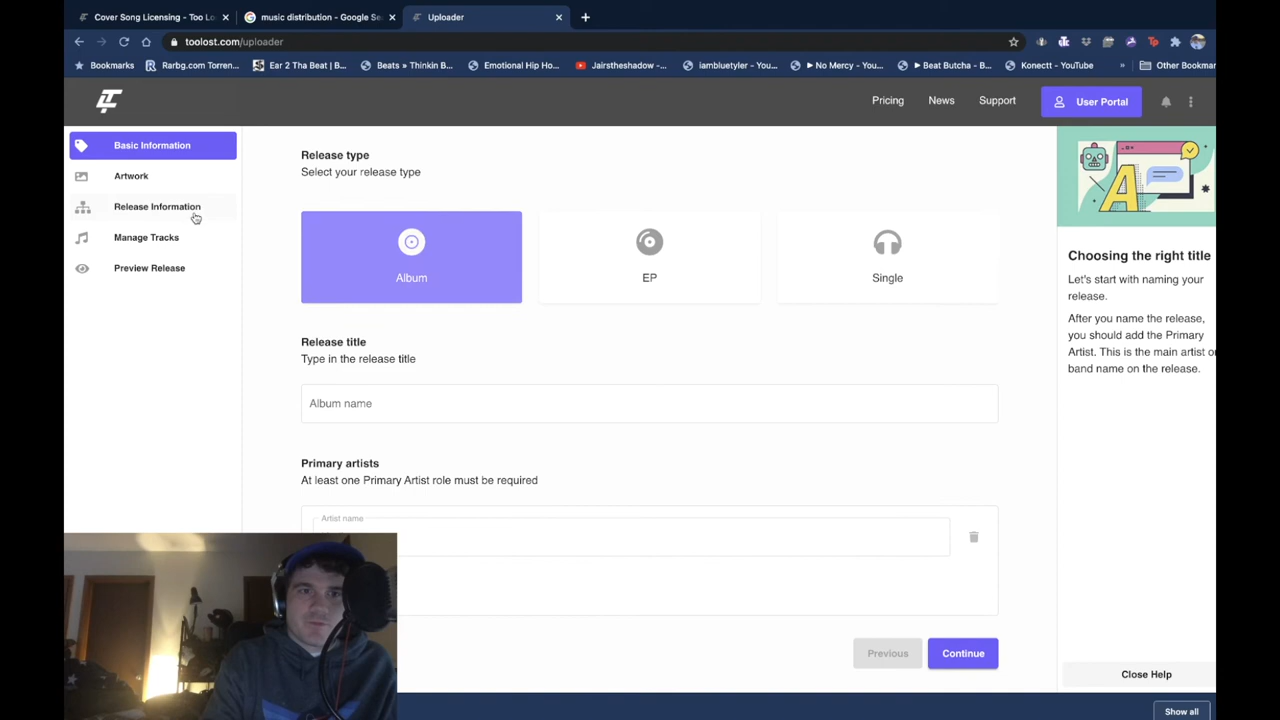 Cover Song Licensing - Too Lo
music distribution - Google Se
Uploader
toolost.com/uploader
Bookmarks
Rarbg.com Torren...
Ear 2 Tha Beat | B...
Beats » Thinkin B...
Emotional Hip Ho...
Jairstheshadow -...
iambluetyler - You...
► No Mercy - You...
► Beat Butcha - B...
Konectt - YouTube
»
Other Bookmar
Pricing
News
Support
User Portal
Basic Information
Artwork
Release Information
Manage Tracks
Preview Release
Release type
Select your release type
Album
EP
Single
Release title
Type in the release title
Album name
Primary artists
At least one Primary Artist role must be required
Artist name
Previous
Continue
Choosing the right title
Let's start with naming your
release.
After you name the release,
you should add the Primary
Artist. This is the main artist or
band name on the release.
Close Help
Show all